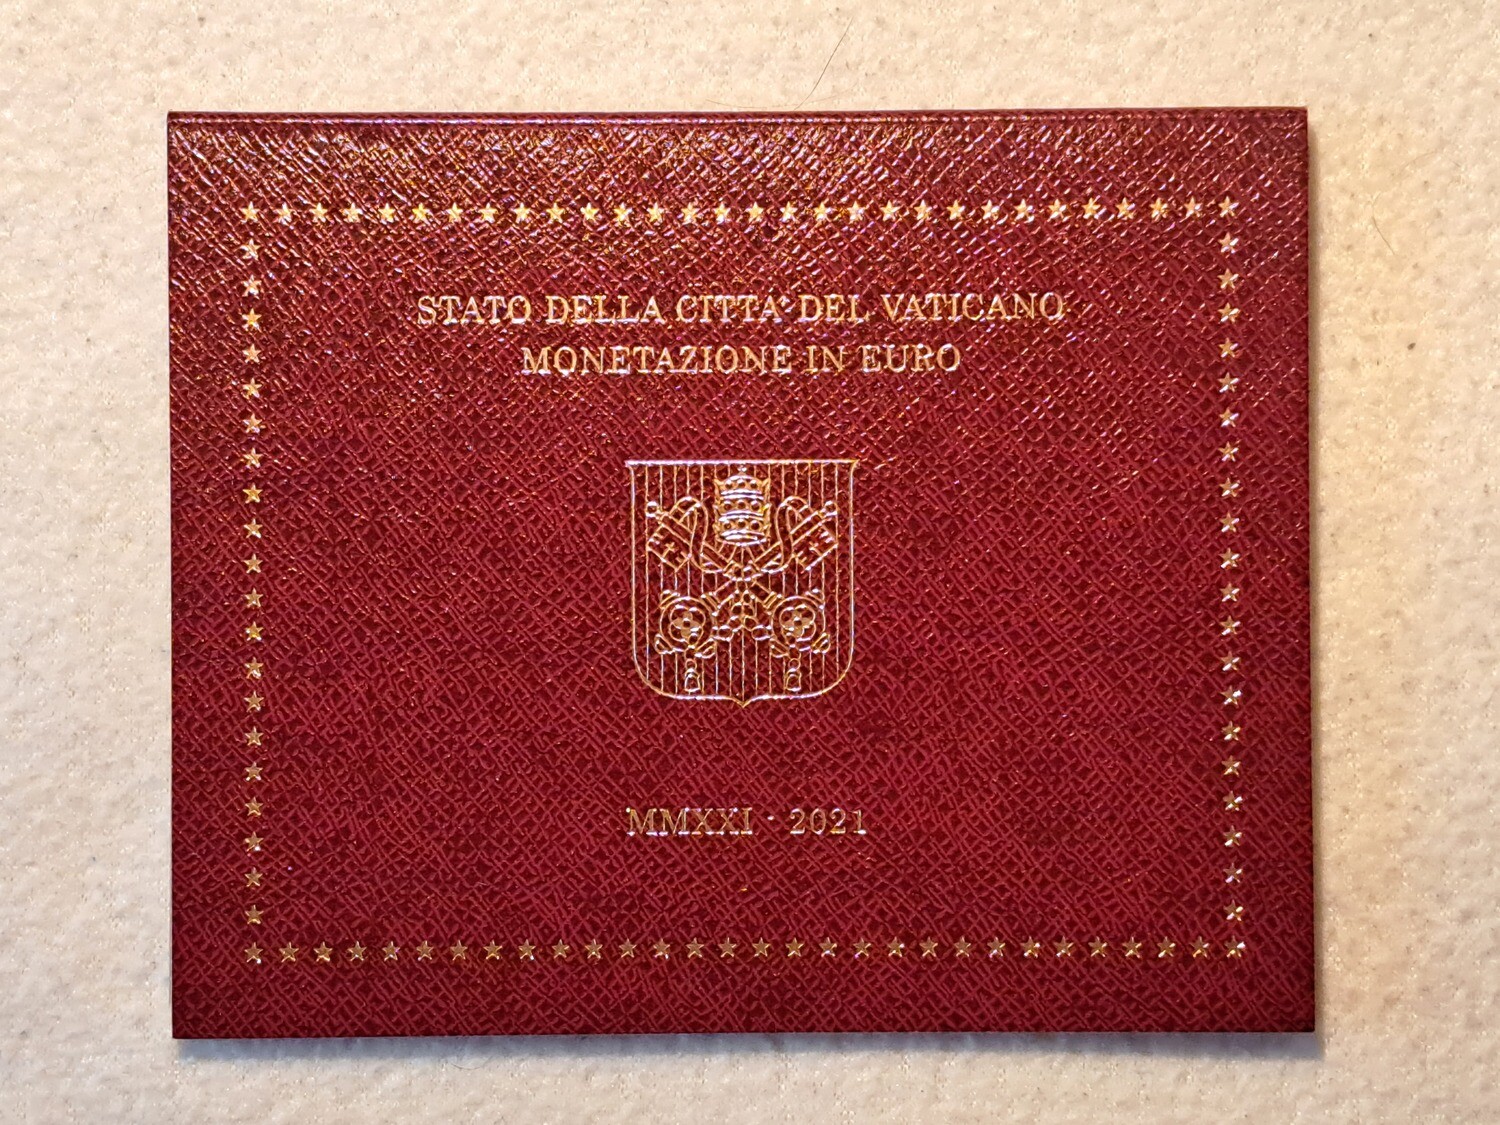 STATO DELLA CITTA' DEL VATICANO
MONETAZIONE IN EURO
MMXXI · 2021